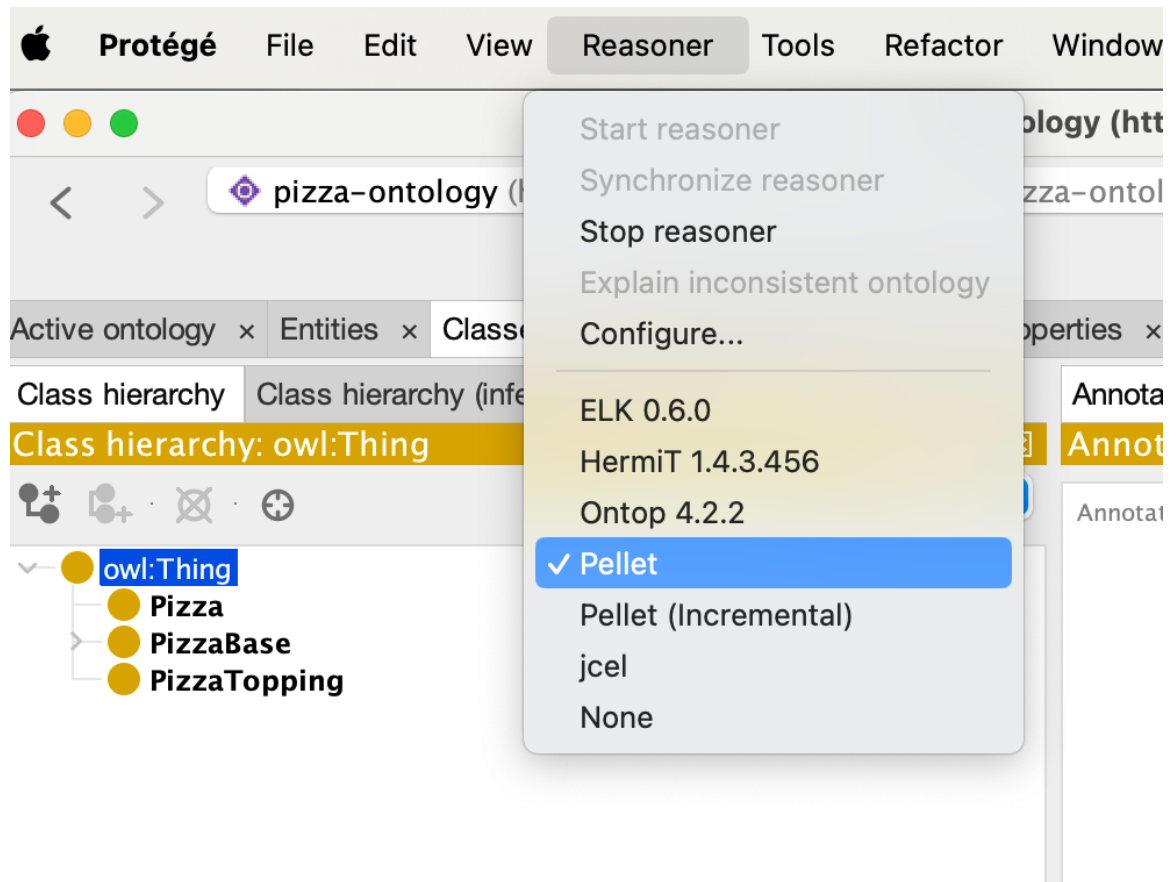 Protégé File Edit View Reasoner Tools Refactor Window
Start reasoner
Synchronize reasoner
Stop reasoner
Explain inconsistent ontology
Configure...
ELK 0.6.0
HermiT 1.4.3.456
Ontop 4.2.2
✓ Pellet
Pellet (Incremental)
jcel
None
ology (htt
pizza-ontology (
zza-ontol
Active ontology × Entities × Classe
perties ×
Class hierarchy Class hierarchy (infe
Annota
Class hierarchy: owl:Thing
Annot
Annotat
owl:Thing
Pizza
PizzaBase
PizzaTopping